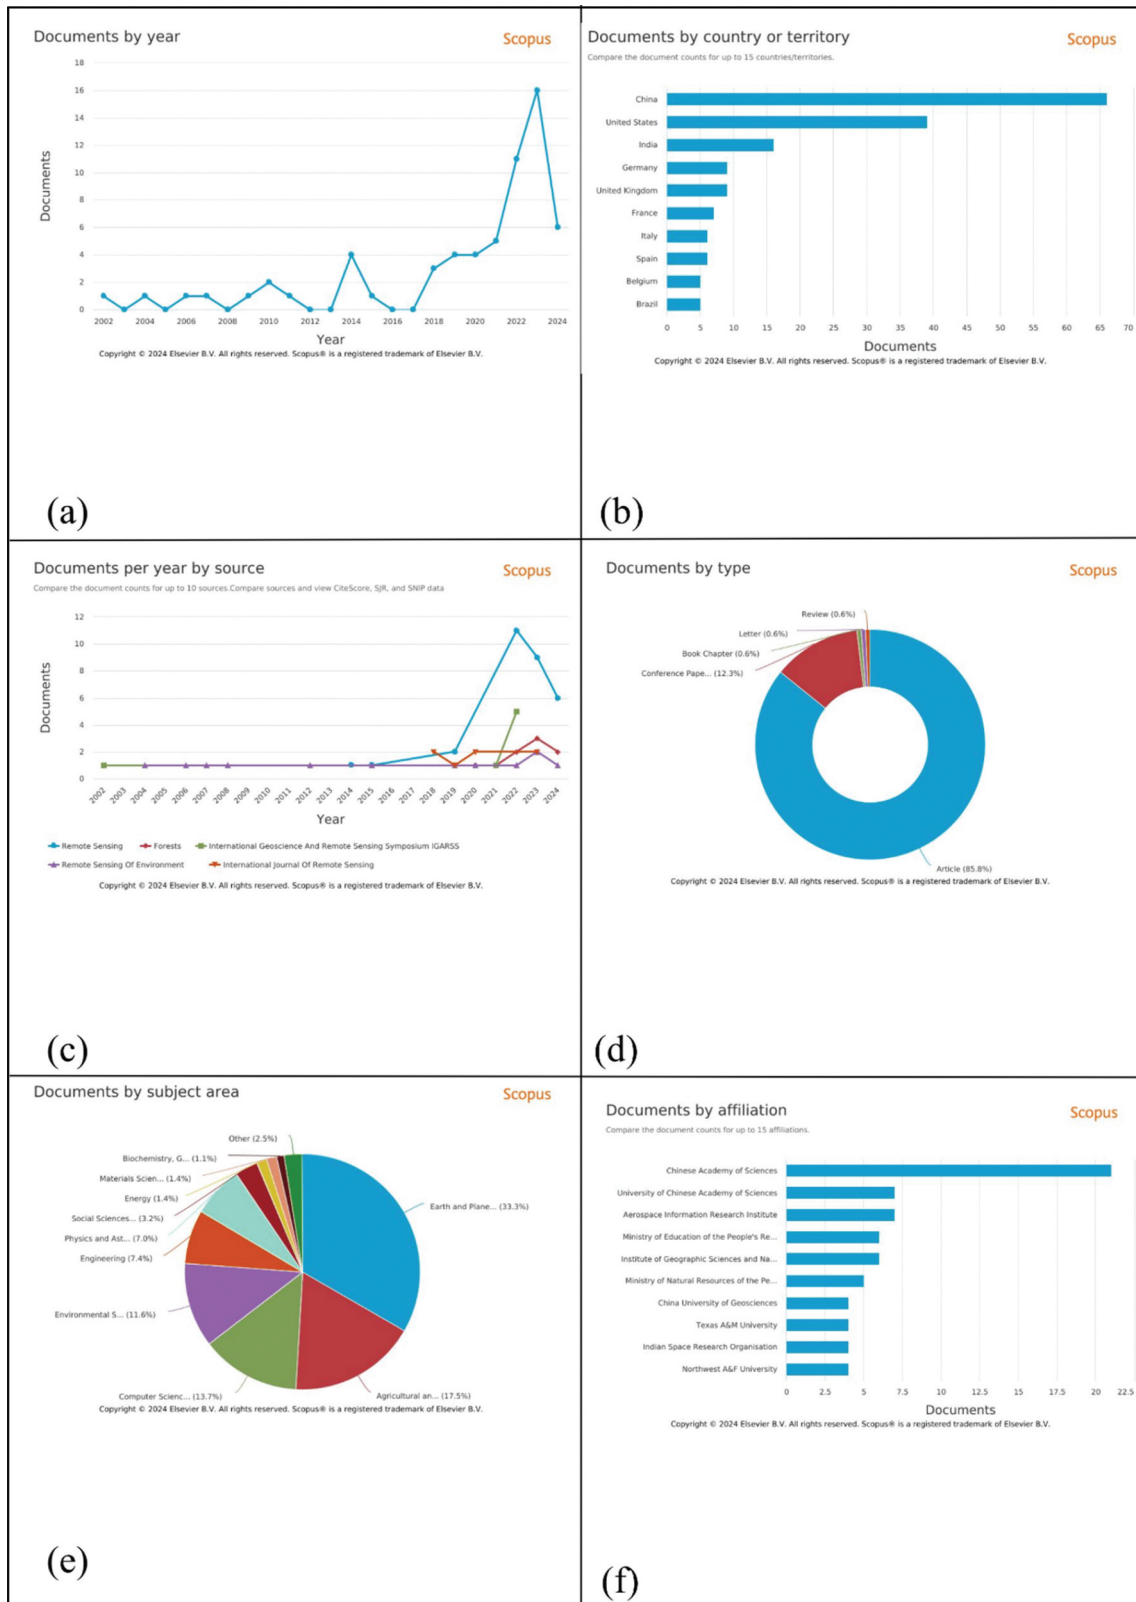 Documents by year
Scopus
18
16
14
12
10
8
6
4
2
0
Documents
2002 2004 2006 2008 2010 2012 2014 2016 2018 2020 2022 2024
Year
Copyright © 2024 Elsevier B.V. All rights reserved. Scopus® is a registered trademark of Elsevier B.V.
(a)
Documents by country or territory
Scopus
Compare the document counts for up to 15 countries/territories.
China
United States
India
Germany
United Kingdom
France
Italy
Spain
Belgium
Brazil
0 5 10 15 20 25 30 35 40 45 50 55 60 65 70
Documents
Copyright © 2024 Elsevier B.V. All rights reserved. Scopus® is a registered trademark of Elsevier B.V.
(b)
Documents per year by source
Scopus
Compare the document counts for up to 10 sources.Compare sources and view CiteScore, SJR, and SNIP data
12
10
8
6
4
2
0
Documents
2002 2003 2004 2005 2006 2007 2008 2009 2010 2011 2012 2013 2014 2015 2016 2017 2018 2019 2020 2021 2022 2023 2024
Year
Remote Sensing Forests International Geoscience And Remote Sensing Symposium IGARSS
Remote Sensing Of Environment International Journal Of Remote Sensing
Copyright © 2024 Elsevier B.V. All rights reserved. Scopus® is a registered trademark of Elsevier B.V.
(c)
Documents by type
Scopus
Review (0.6%)
Letter (0.6%)
Book Chapter (0.6%)
Conference Pape... (12.3%)
Article (85.8%)
Copyright © 2024 Elsevier B.V. All rights reserved. Scopus® is a registered trademark of Elsevier B.V.
(d)
Documents by subject area
Scopus
Other (2.5%)
Biochemistry, G... (1.1%)
Materials Scien... (1.4%)
Energy (1.4%)
Social Sciences... (3.2%)
Physics and Ast... (7.0%)
Engineering (7.4%)
Environmental S... (11.6%)
Computer Scienc... (13.7%)
Earth and Plane... (33.3%)
Agricultural an... (17.5%)
Copyright © 2024 Elsevier B.V. All rights reserved. Scopus® is a registered trademark of Elsevier B.V.
(e)
Documents by affiliation
Scopus
Compare the document counts for up to 15 affiliations.
Chinese Academy of Sciences
University of Chinese Academy of Sciences
Aerospace Information Research Institute
Ministry of Education of the People's Re...
Institute of Geographic Sciences and Na...
Ministry of Natural Resources of the Pe...
China University of Geosciences
Texas A&M University
Indian Space Research Organisation
Northwest A&F University
0 2.5 5 7.5 10 12.5 15 17.5 20 22.5
Documents
Copyright © 2024 Elsevier B.V. All rights reserved. Scopus® is a registered trademark of Elsevier B.V.
(f)